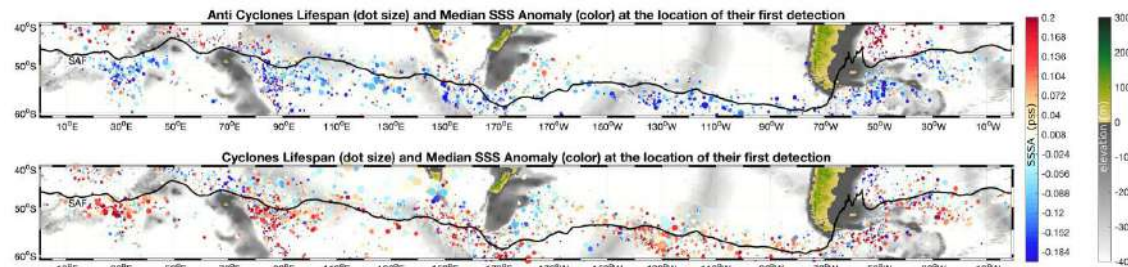 Anti Cyclones Lifespan (dot size) and Median SSS Anomaly (color) at the location of their first detection
40°S
SAF
50°S
60°S
10°E 30°E 50°E 70°E 90°E 110°E 130°E 150°E 170°E 170°W 150°W 130°W 110°W 90°W 70°W 50°W 30°W 10°W
Cyclones Lifespan (dot size) and Median SSS Anomaly (color) at the location of their first detection
40°S
SAF
50°S
60°S
0.2
0.168
0.136
0.104
0.072
0.04
0.008
-0.024
-0.056
-0.088
-0.12
-0.152
-0.184
SSSA (pss)
elevation (m)